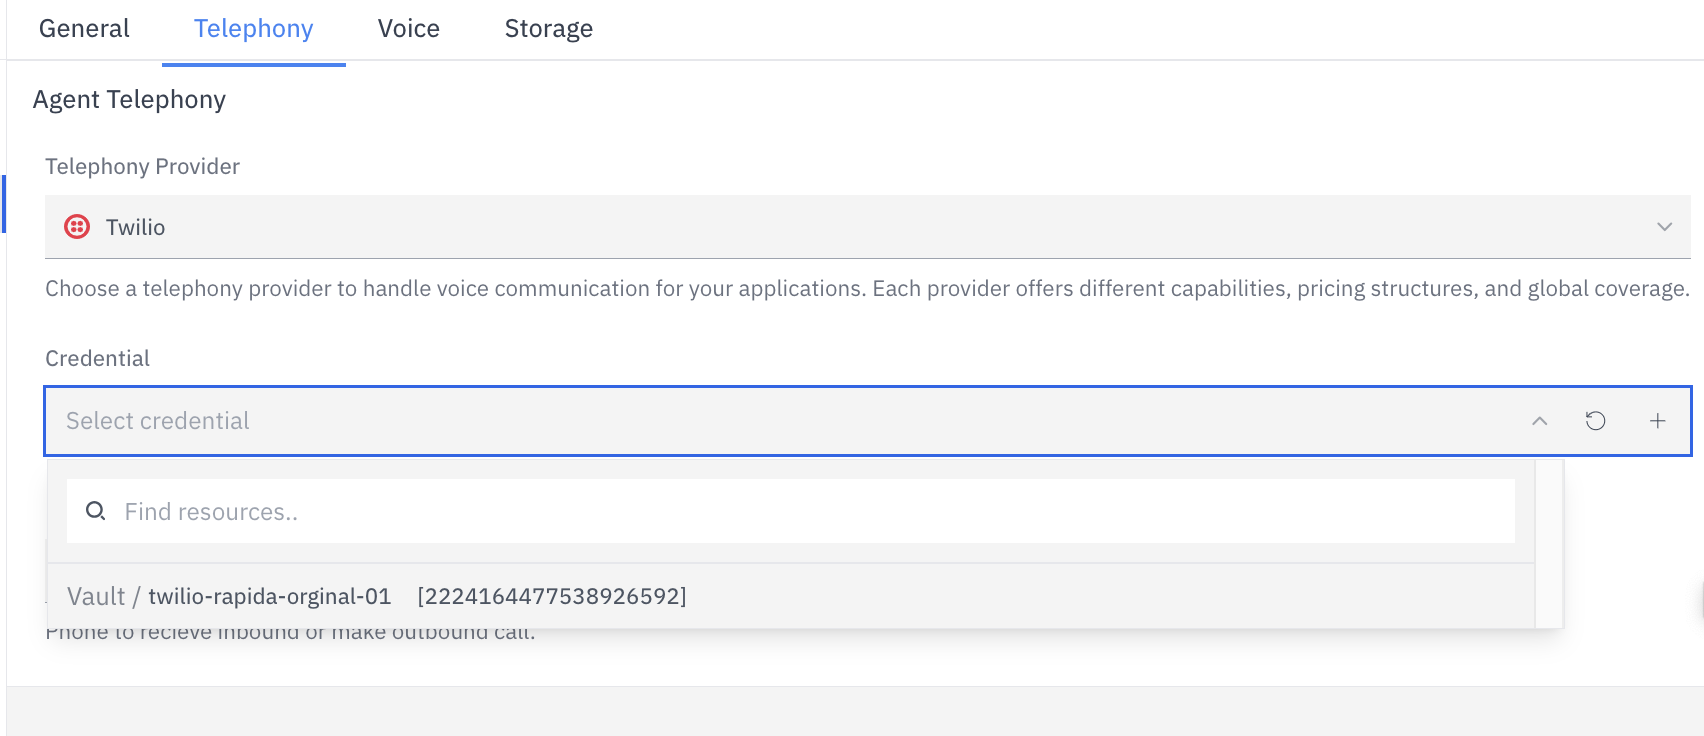 General Telephony Voice Storage
Agent Telephony
Telephony Provider
Twilio
Choose a telephony provider to handle voice communication for your applications. Each provider offers different capabilities, pricing structures, and global coverage.
Credential
Select credential
Find resources..
Vault / twilio-rapida-orginal-01 [2224164477538926592]
Phone to recieve inbound or make outbound call.